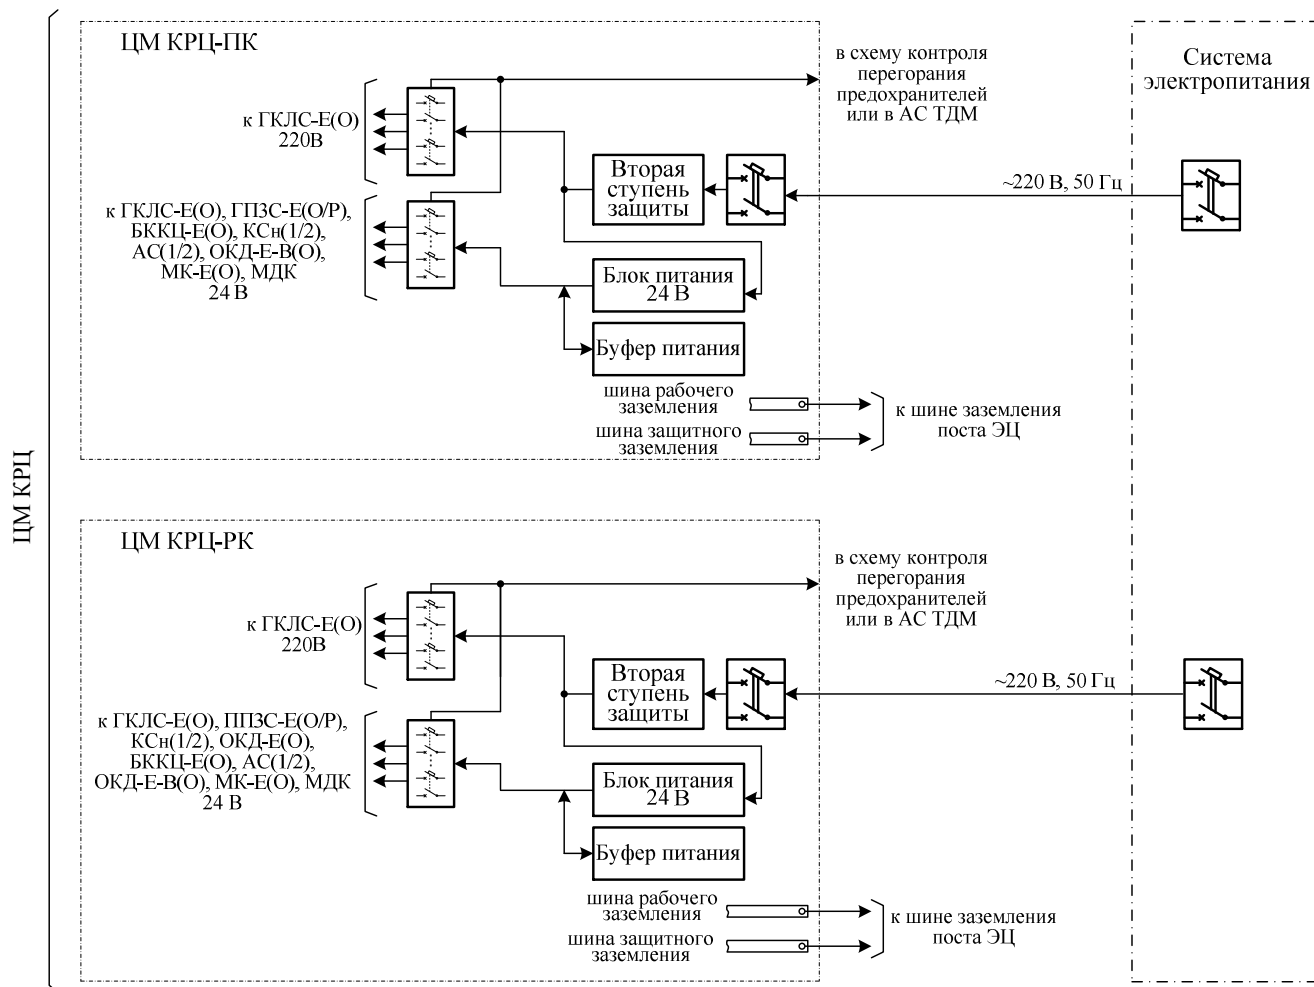 ЦМ КРЦ
ЦМ КРЦ-ПК
к ГКЛС-Е(О)
220В
к ГКЛС-Е(О), ГПЗС-Е(О/Р),
БККЦ-Е(О), КСн(1/2),
АС(1/2), ОКД-Е-В(О),
МК-Е(О), МДК
24 В
в схему контроля
перегорания
предохранителей
или в АС ТДМ
Вторая
ступень
защиты
~220 В, 50 Гц
Система
электропитания
Блок питания
24 В
Буфер питания
шина рабочего
заземления
шина защитного
заземления
к шине заземления
поста ЭЦ
ЦМ КРЦ-РК
к ГКЛС-Е(О)
220В
к ГКЛС-Е(О), ППЗС-Е(О/Р),
КСн(1/2), ОКД-Е(О),
БККЦ-Е(О), АС(1/2),
ОКД-Е-В(О), МК-Е(О), МДК
24 В
в схему контроля
перегорания
предохранителей
или в АС ТДМ
Вторая
ступень
защиты
~220 В, 50 Гц
Блок питания
24 В
Буфер питания
шина рабочего
заземления
шина защитного
заземления
к шине заземления
поста ЭЦ